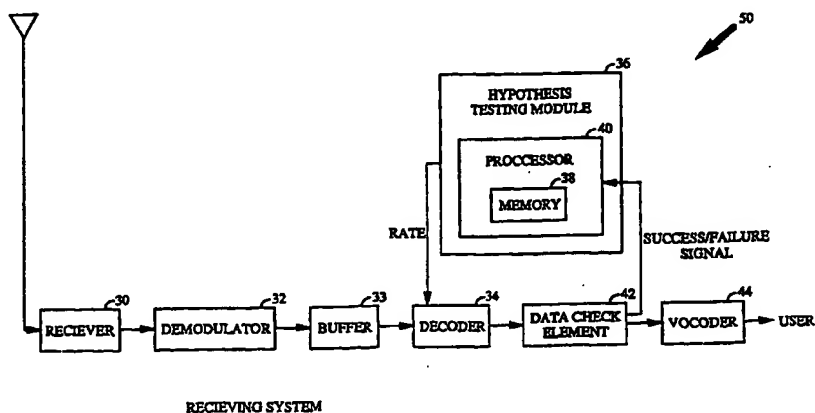 50
36
HYPOTHESIS
TESTING MODULE
40
PROCCESSOR
38
MEMORY
RATE
SUCCESS/FAILURE
SIGNAL
30
RECIEVER
32
DEMODULATOR
33
BUFFER
34
DECODER
42
DATA CHECK
ELEMENT
44
VOCODER
USER
RECIEVING SYSTEM